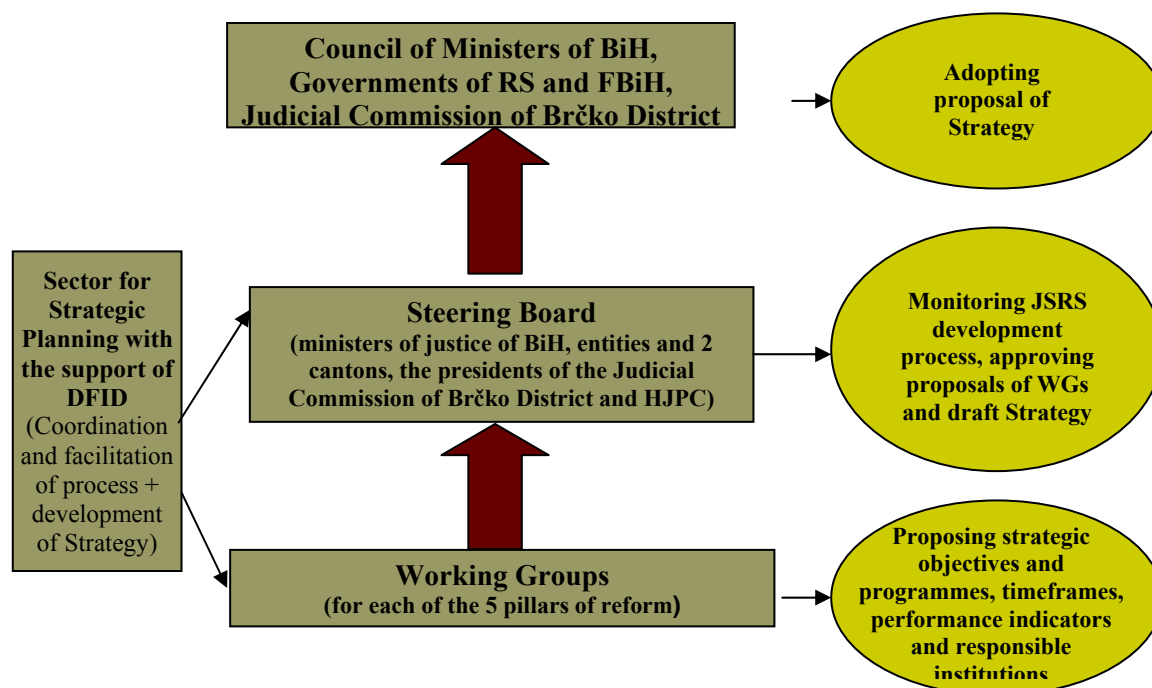 Council of Ministers of BiH,
Governments of RS and FBiH,
Judicial Commission of Brčko District
Adopting
proposal of
Strategy
Sector for
Strategic
Planning with
the support of
DFID
(Coordination
and facilitation
of process +
development
of Strategy)
Steering Board
(ministers of justice of BiH, entities and 2
cantons, the presidents of the Judicial
Commission of Brčko District and HJPC)
Monitoring JSRS
development
process, approving
proposals of WGs
and draft Strategy
Working Groups
(for each of the 5 pillars of reform)
Proposing strategic
objectives and
programmes, timeframes,
performance indicators
and responsible
institutions